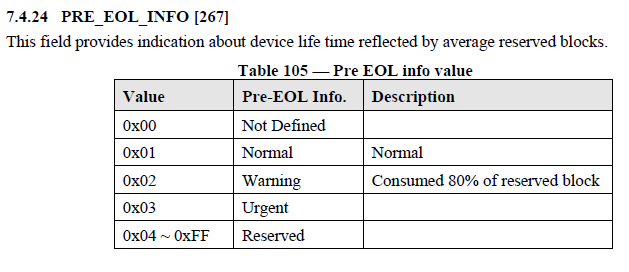 7.4.24 PRE_EOL_INFO [267]
This field provides indication about device life time reflected by average reserved blocks.
Table 105 — Pre EOL info value
Value Pre-EOL Info. Description
0x00 Not Defined
0x01 Normal Normal
0x02 Warning Consumed 80% of reserved block
0x03 Urgent
0x04 ~ 0xFF Reserved